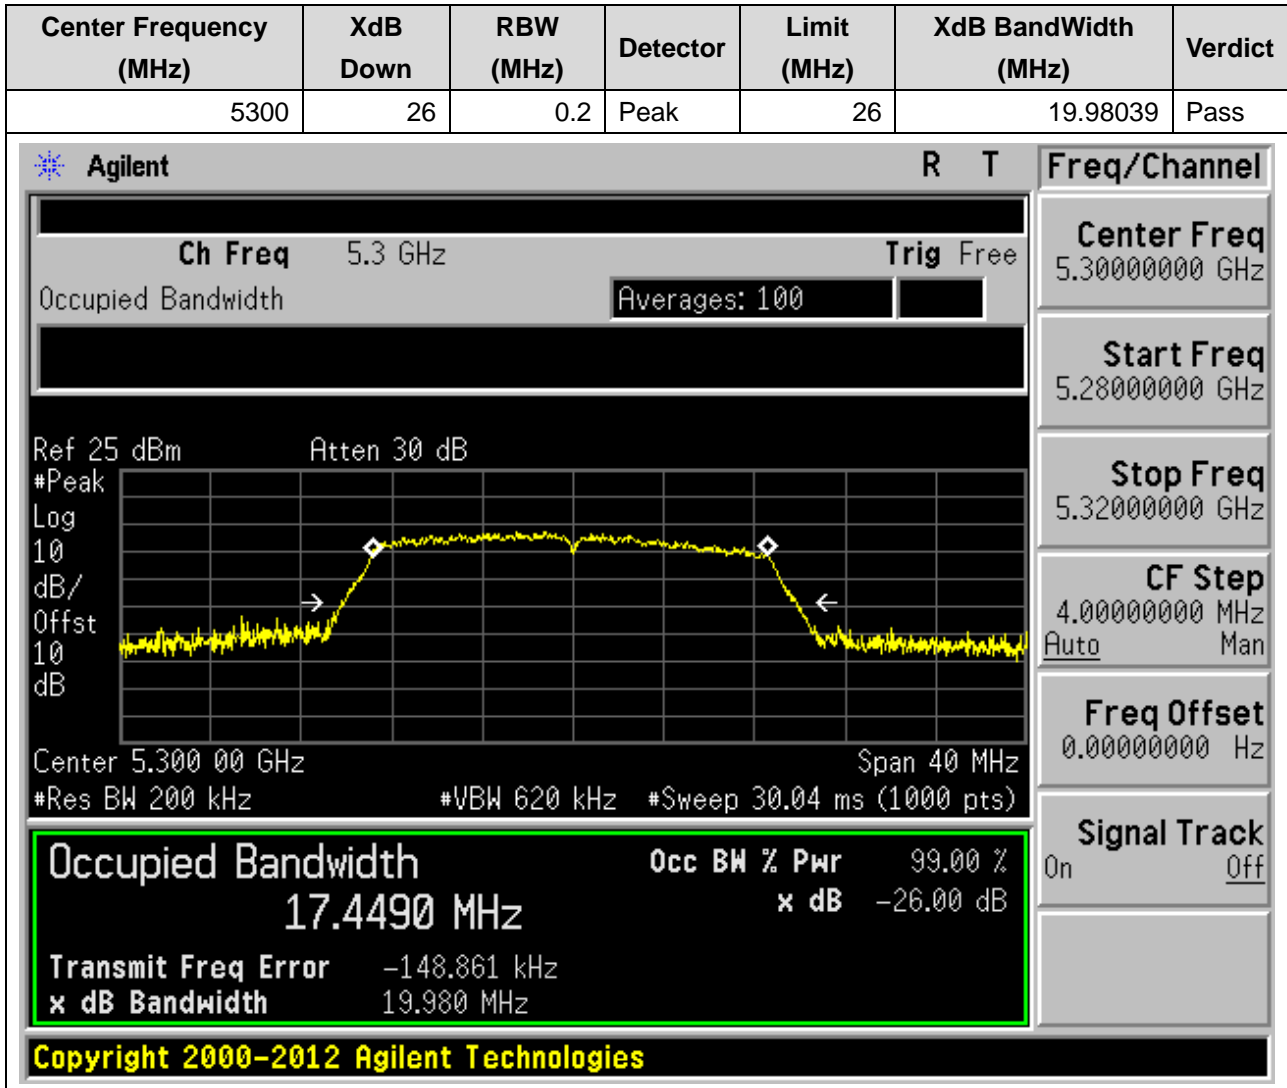 Center Frequency (MHz) XdB Down RBW (MHz) Detector Limit (MHz) XdB BandWidth (MHz) Verdict
5300 26 0.2 Peak 26 19.98039 Pass
Agilent R T Freq/Channel
Ch Freq 5.3 GHz Trig Free
Occupied Bandwidth Averages: 100
Ref 25 dBm Atten 30 dB
#Peak
Log
10
dB/
Offst
10
dB
Center 5.300 00 GHz Span 40 MHz
#Res BW 200 kHz #VBW 620 kHz #Sweep 30.04 ms (1000 pts)
Occupied Bandwidth Occ BW % Pwr 99.00 %
17.4490 MHz x dB -26.00 dB
Transmit Freq Error -148.861 kHz
x dB Bandwidth 19.980 MHz
Copyright 2000-2012 Agilent Technologies
Center Freq
5.30000000 GHz
Start Freq
5.28000000 GHz
Stop Freq
5.32000000 GHz
CF Step
4.00000000 MHz
Auto Man
Freq Offset
0.00000000 Hz
Signal Track
On Off